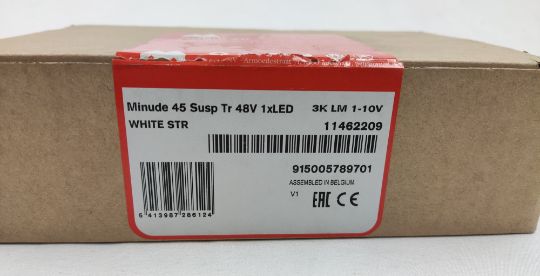 Armoedestraat
Minude 45 Susp Tr 48V 1xLED 3K LM 1-10V
WHITE STR 11462209
915005789701
ASSEMBLED IN BELGIUM
V1 EAC CE
5 413987 286124